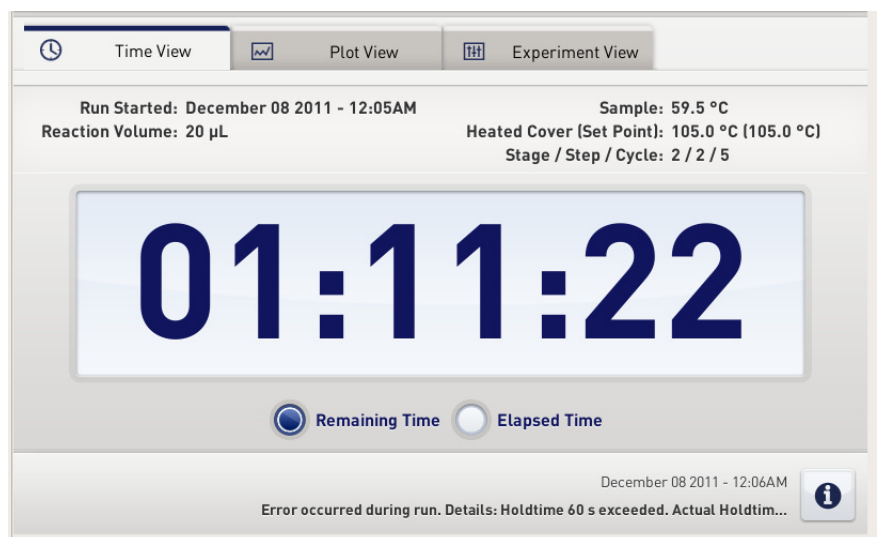 Time View
Plot View
Experiment View
Run Started: December 08 2011 - 12:05AM
Reaction Volume: 20 µL
Sample: 59.5 °C
Heated Cover (Set Point): 105.0 °C (105.0 °C)
Stage / Step / Cycle: 2 / 2 / 5
01:11:22
Remaining Time
Elapsed Time
December 08 2011 - 12:06AM
Error occurred during run. Details: Holdtime 60 s exceeded. Actual Holdtim...